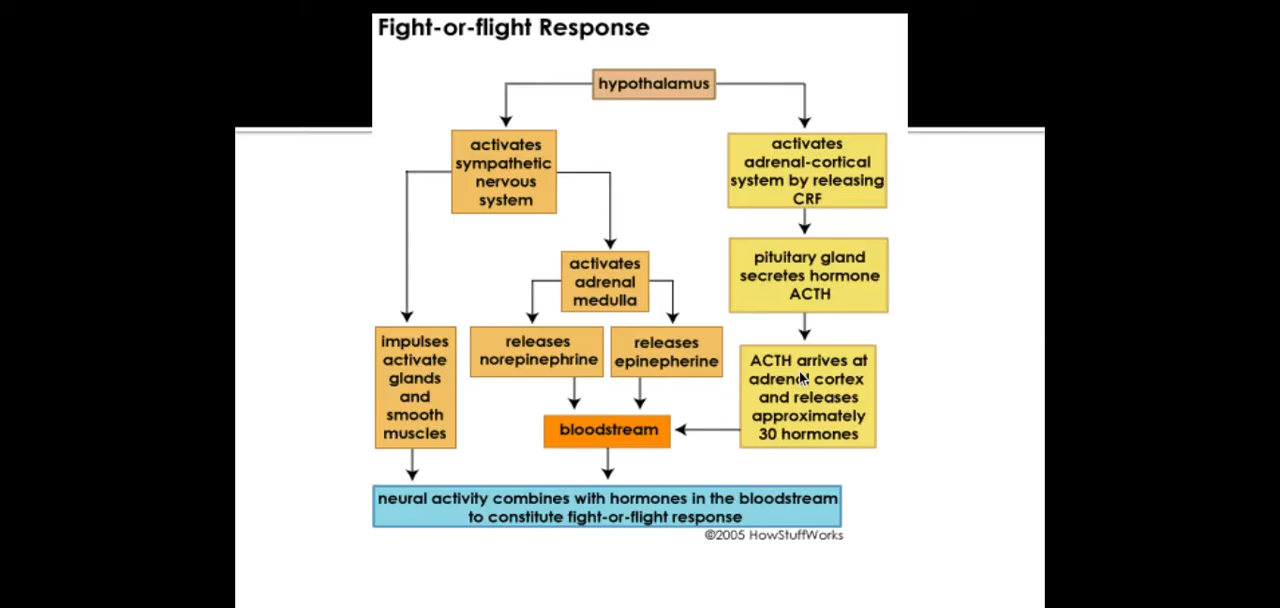 Fight-or-flight Response
hypothalamus
activates
sympathetic
nervous
system
activates
adrenal-cortical
system by releasing
CRF
pituitary gland
secretes hormone
ACTH
activates
adrenal
medulla
impulses
activate
glands
and
smooth
muscles
releases
norepinephrine
releases
epinepherine
ACTH arrives at
adrenal cortex
and releases
approximately
30 hormones
bloodstream
neural activity combines with hormones in the bloodstream
to constitute fight-or-flight response
©2005 HowStuffWorks